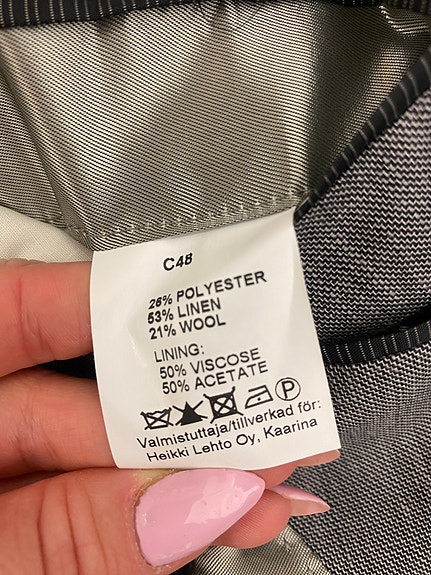 C48
26% POLYESTER
53% LINEN
21% WOOL
LINING:
50% VISCOSE
50% ACETATE
P
Valmistuttaja/tillverkad för:
Heikki Lehto Oy, Kaarina